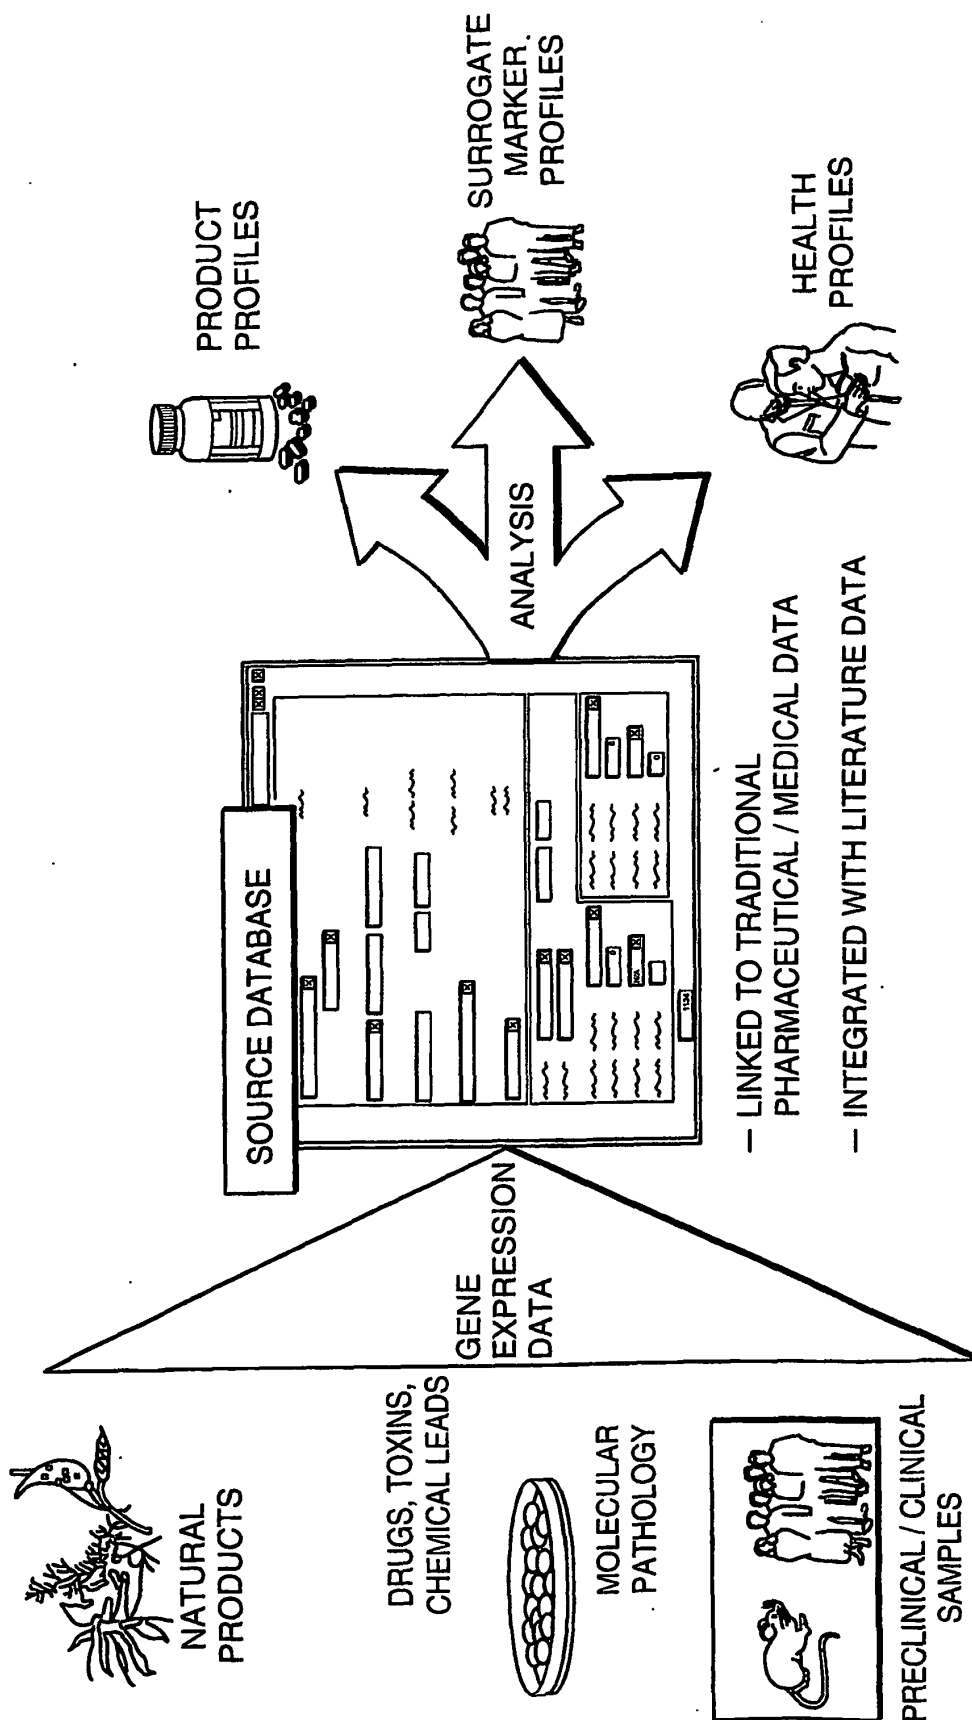 NATURAL
PRODUCTS
DRUGS, TOXINS,
CHEMICAL LEADS
MOLECULAR
PATHOLOGY
PRECLINICAL / CLINICAL
SAMPLES
GENE
EXPRESSION
DATA
SOURCE DATABASE
— LINKED TO TRADITIONAL
PHARMACEUTICAL / MEDICAL DATA
— INTEGRATED WITH LITERATURE DATA
ANALYSIS
PRODUCT
PROFILES
SURROGATE
MARKER.
PROFILES
HEALTH
PROFILES